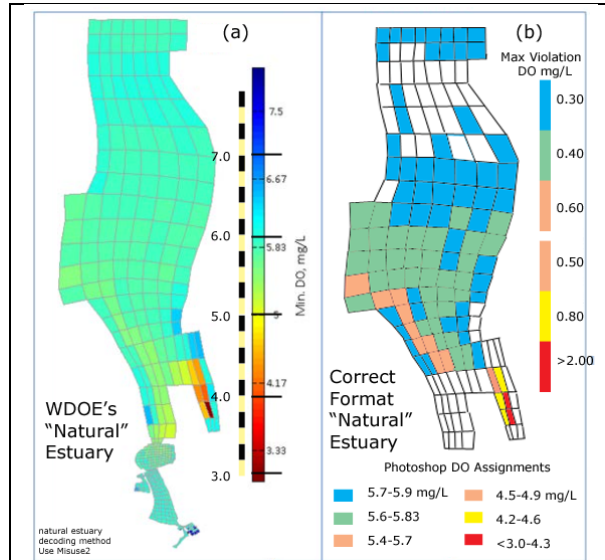 (a)
7.5
7.0
6.67
6.0
5.83
Min. DO, mg/L
5.0
5
4.17
4.0
3.33
3.0
WDOE's
"Natural"
Estuary
natural estuary
decoding method
Use Misuse2
(b)
Max Violation
DO mg/L
0.30
0.40
0.60
0.50
0.80
>2.00
Correct
Format
"Natural"
Estuary
Photoshop DO Assignments
5.7-5.9 mg/L
4.5-4.9 mg/L
5.6-5.83
4.2-4.6
5.4-5.7
<3.0-4.3